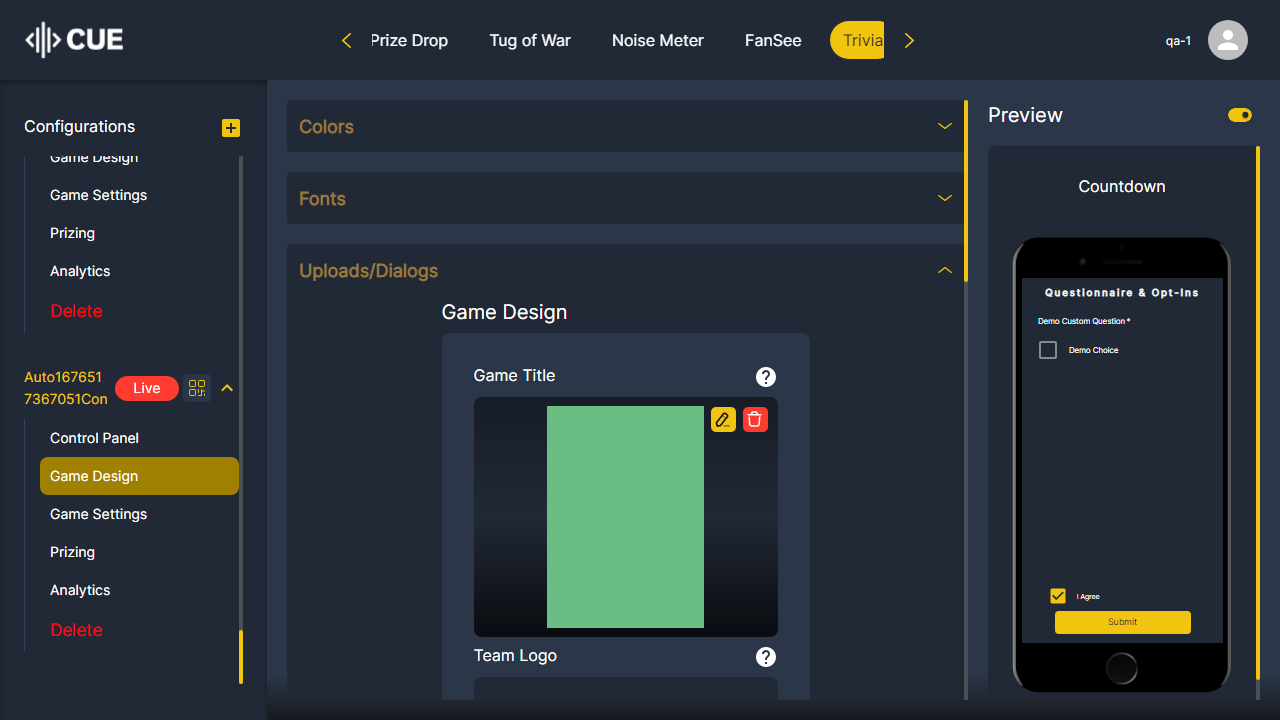 CUE
Prize Drop
Tug of War
Noise Meter
FanSee
Trivia
qa-1
Configurations
Game Design
Game Settings
Prizing
Analytics
Delete
Auto167651
7367051Con
Live
Control Panel
Game Design
Game Settings
Prizing
Analytics
Delete
Colors
Fonts
Uploads/Dialogs
Game Design
Game Title
?
Team Logo
?
Preview
Countdown
Questionnaire & Opt-Ins
Demo Custom Question *
Demo Choice
I Agree
Submit